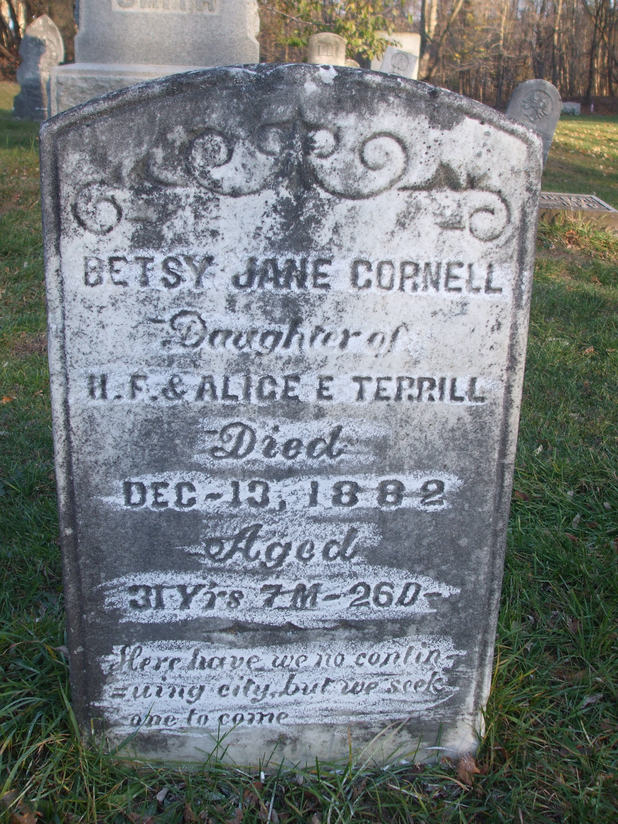 SMITH
BETSY JANE CORNELL
Daughter of
H. F. & ALICE E TERRILL
Died
DEC - 13, 1882
Aged
31 Yrs 7 M - 26 D -
Here have we no contin-
-uing city, but we seek
one to come